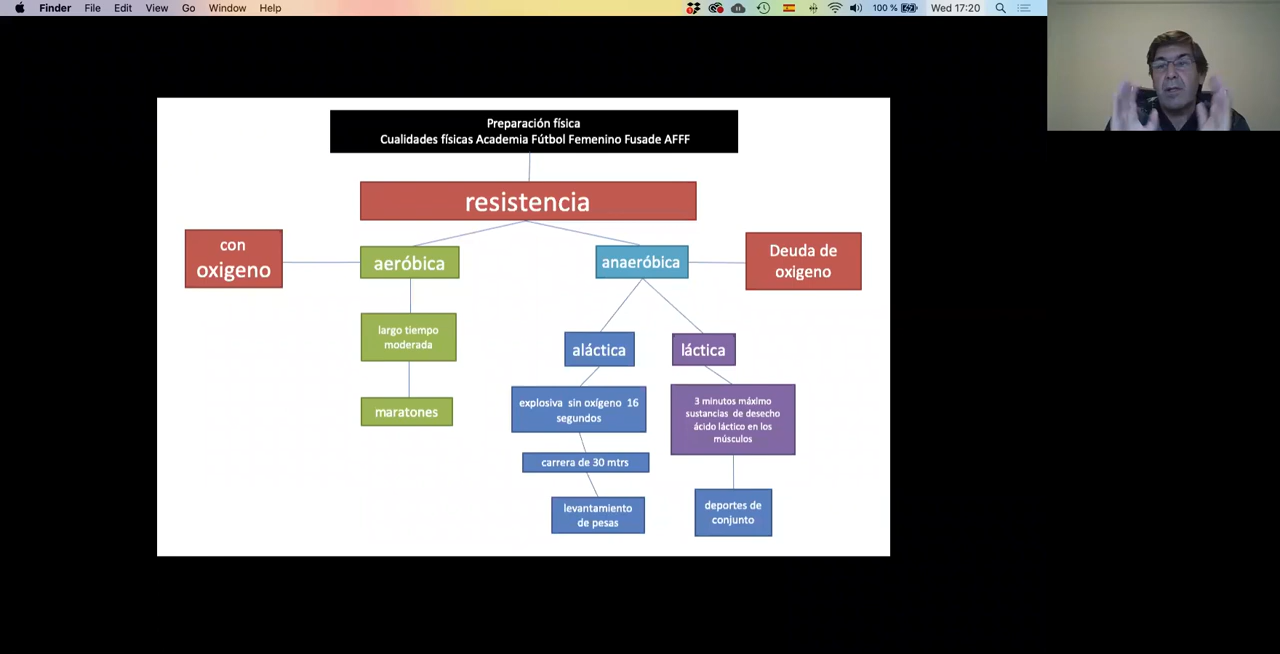 Finder File Edit View Go Window Help
100 % Wed 17:20
Preparación física
Cualidades físicas Academia Fútbol Femenino Fusade AFFF
resistencia
con
oxigeno
aeróbica
anaeróbica
Deuda de
oxigeno
largo tiempo
moderada
aláctica
láctica
maratones
explosiva sin oxígeno 16
segundos
3 minutos máximo
sustancias de desecho
ácido láctico en los
músculos
carrera de 30 mtrs
levantamiento
de pesas
deportes de
conjunto